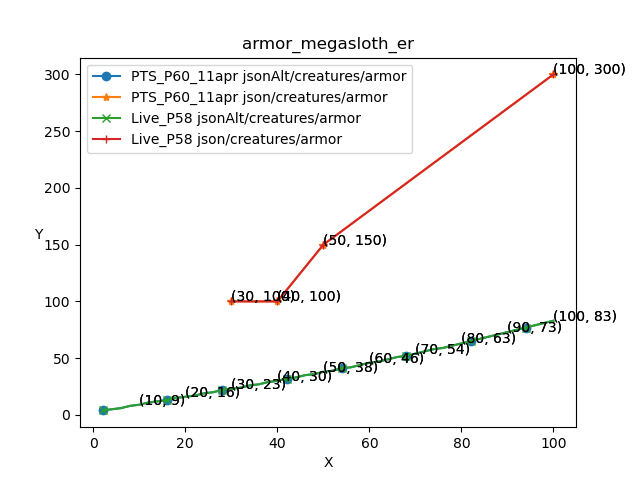 armor_megasloth_er
PTS_P60_11apr jsonAlt/creatures/armor
PTS_P60_11apr json/creatures/armor
Live_P58 jsonAlt/creatures/armor
Live_P58 json/creatures/armor
300
250
200
150
100
50
0
Y
(100, 300)
(50, 150)
(30, 100)
(40, 100)
(100, 83)
(90, 73)
(80, 63)
(70, 54)
(60, 46)
(50, 38)
(40, 30)
(30, 23)
(20, 16)
(10, 9)
0 20 40 60 80 100
X